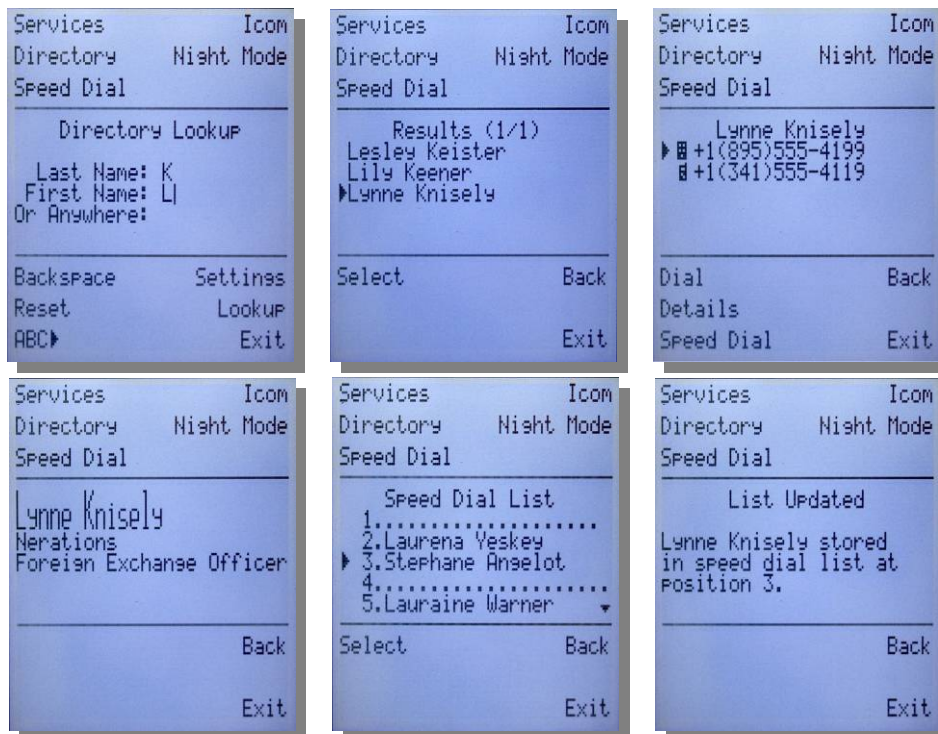 Services Icom
Directory Night Mode
Speed Dial
Directory Lookup
Last Name: K
First Name: L
Or Anywhere:
Backspace Settings
Reset Lookup
ABC Exit
Services Icom
Directory Night Mode
Speed Dial
Results (1/1)
Lesley Keister
Lily Keener
Lynne Knisely
Select Back
Exit
Services Icom
Directory Night Mode
Speed Dial
Lynne Knisely
+1(895)555-4199
+1(341)555-4119
Dial Back
Details
Speed Dial Exit
Services Icom
Directory Night Mode
Speed Dial
Lynne Knisely
Nerations
Foreign Exchange Officer
Back
Exit
Services Icom
Directory Night Mode
Speed Dial
Speed Dial List
1.....................
2.Laurena Yeskey
3.Stephane Angelot
4.....................
5.Lauraine Warner
Select Back
Exit
Services Icom
Directory Night Mode
Speed Dial
List Updated
Lynne Knisely stored
in speed dial list at
position 3.
Back
Exit